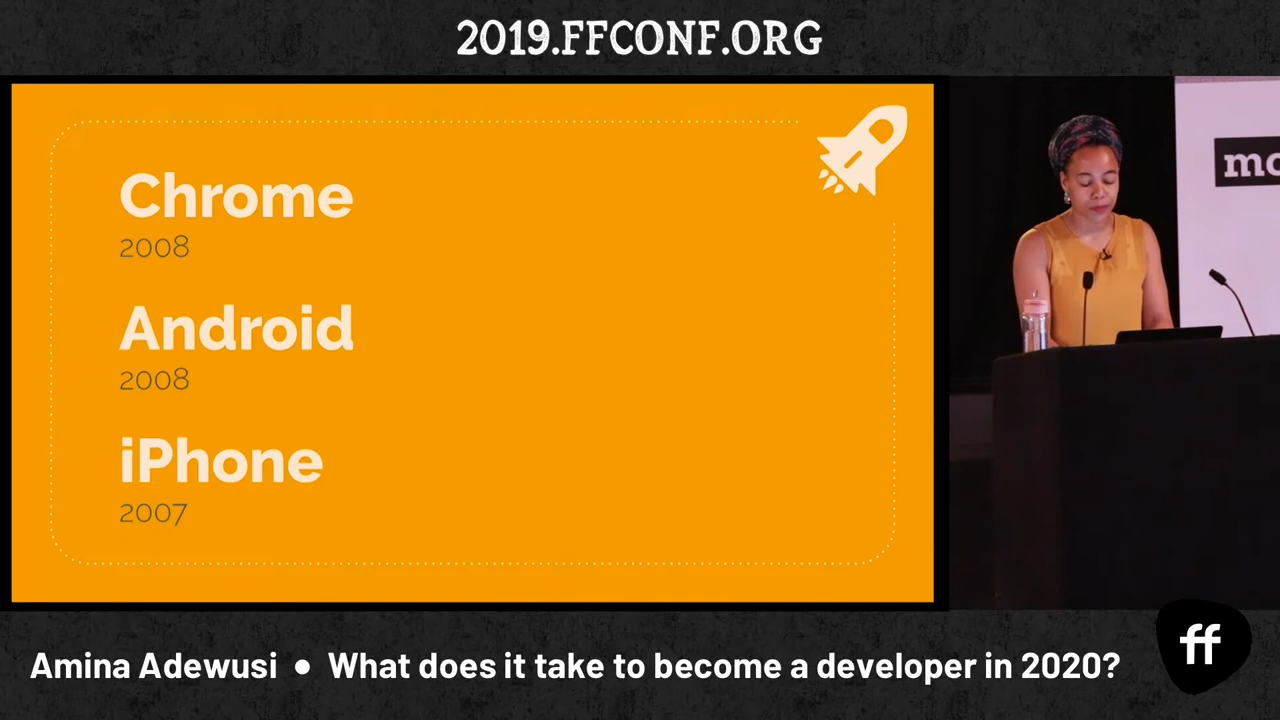 2019.FFCONF.ORG
Chrome
2008
Android
2008
iPhone
2007
mo
Amina Adewusi • What does it take to become a developer in 2020?
ff